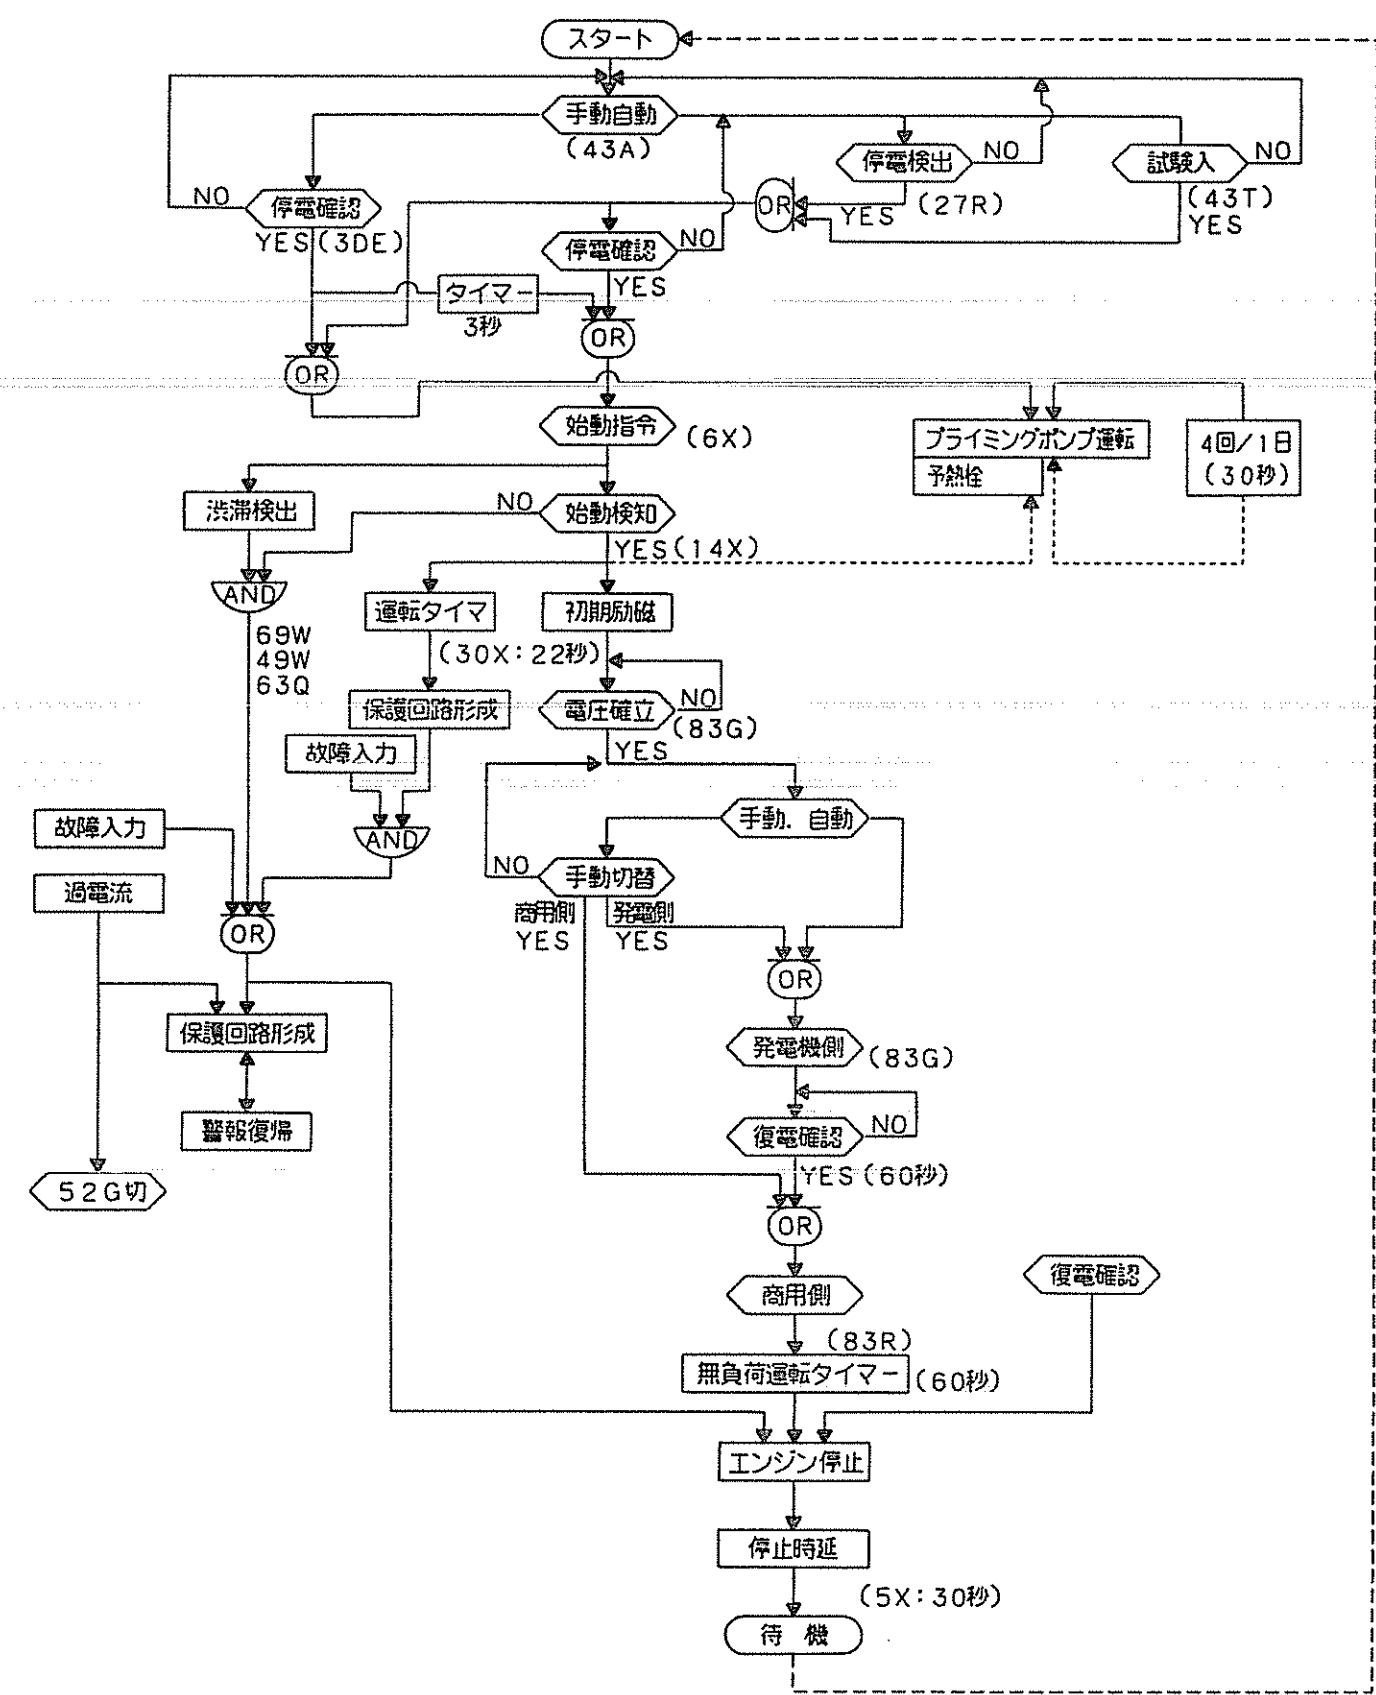 スタート
手動自動
(43A)
停電検出
NO
試験入
NO
(27R)
(43T)
YES
YES
OR
NO
停電確認
YES(3DE)
停電確認
NO
YES
タイマー
3秒
OR
OR
始動指令
(6X)
プライミングポンプ運転
予熱栓
4回/1日
(30秒)
渋滞検出
NO
始動検知
YES(14X)
AND
69W
49W
63Q
運転タイマ
初期励磁
(30X:22秒)
保護回路形成
電圧確立
NO
(83G)
YES
故障入力
AND
手動. 自動
故障入力
過電流
NO
手動切替
商用側
YES
発電側
YES
OR
OR
保護回路形成
発電機側
(83G)
警報復帰
復電確認
NO
YES(60秒)
52G切
OR
商用側
復電確認
(83R)
無負荷運転タイマー
(60秒)
エンジン停止
停止時延
(5X:30秒)
待 機